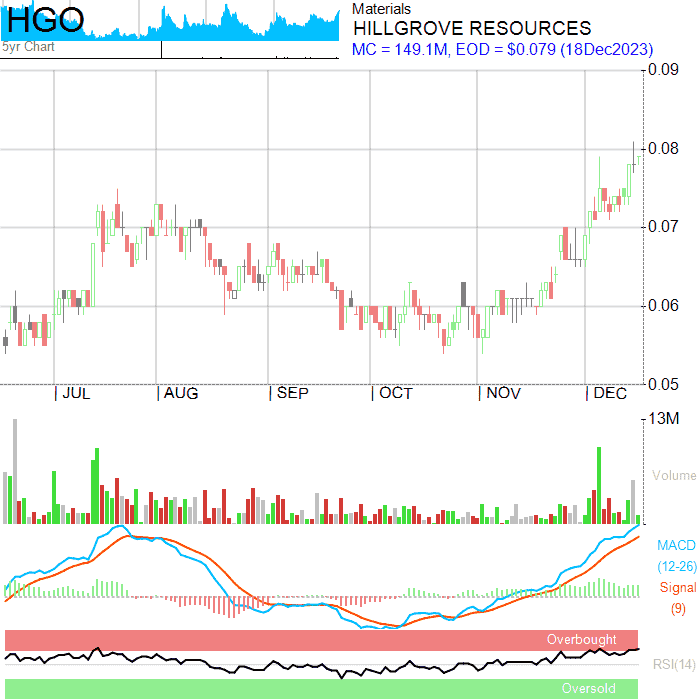 HGO
5yr Chart
Materials
HILLGROVE RESOURCES
MC = 149.1M, EOD = $0.079 (18Dec2023)
0.09
0.08
0.07
0.06
0.05
JUL AUG SEP OCT NOV DEC
13M
Volume
MACD
(12-26)
Signal
(9)
Overbought
RSI(14)
Oversold